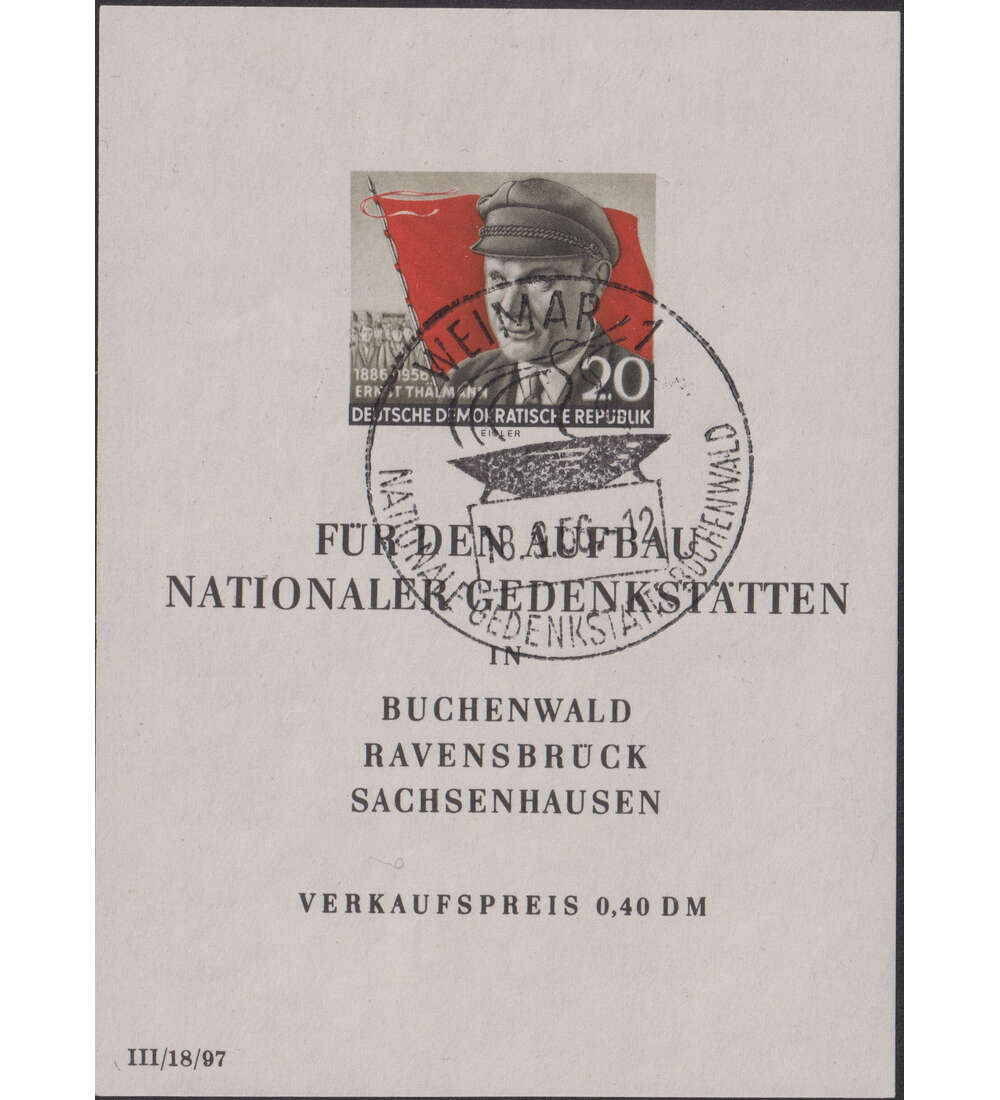 1886-1956
ERNST THÄLMANN
20
DEUTSCHE DEMOKRATISCHE REPUBLIK
EIGLER
WEIMAR 1
NATIONALE GEDENKSTÄTTE BUCHENWALD
FÜR DEN AUFBAU
NATIONALER GEDENKSTÄTTEN
IN
BUCHENWALD
RAVENSBRÜCK
SACHSENHAUSEN
VERKAUFSPREIS 0,40 DM
III/18/97